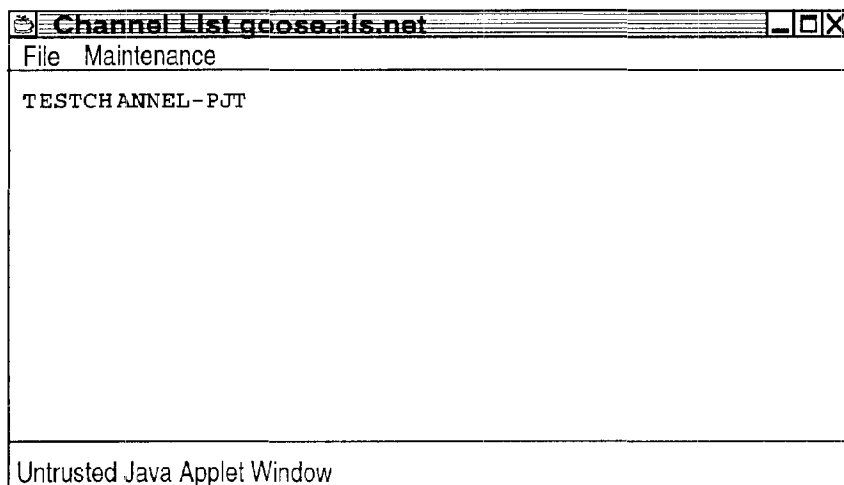 Channel List goose.ais.net
File Maintenance
TESTCHANNEL-PJT
Untrusted Java Applet Window